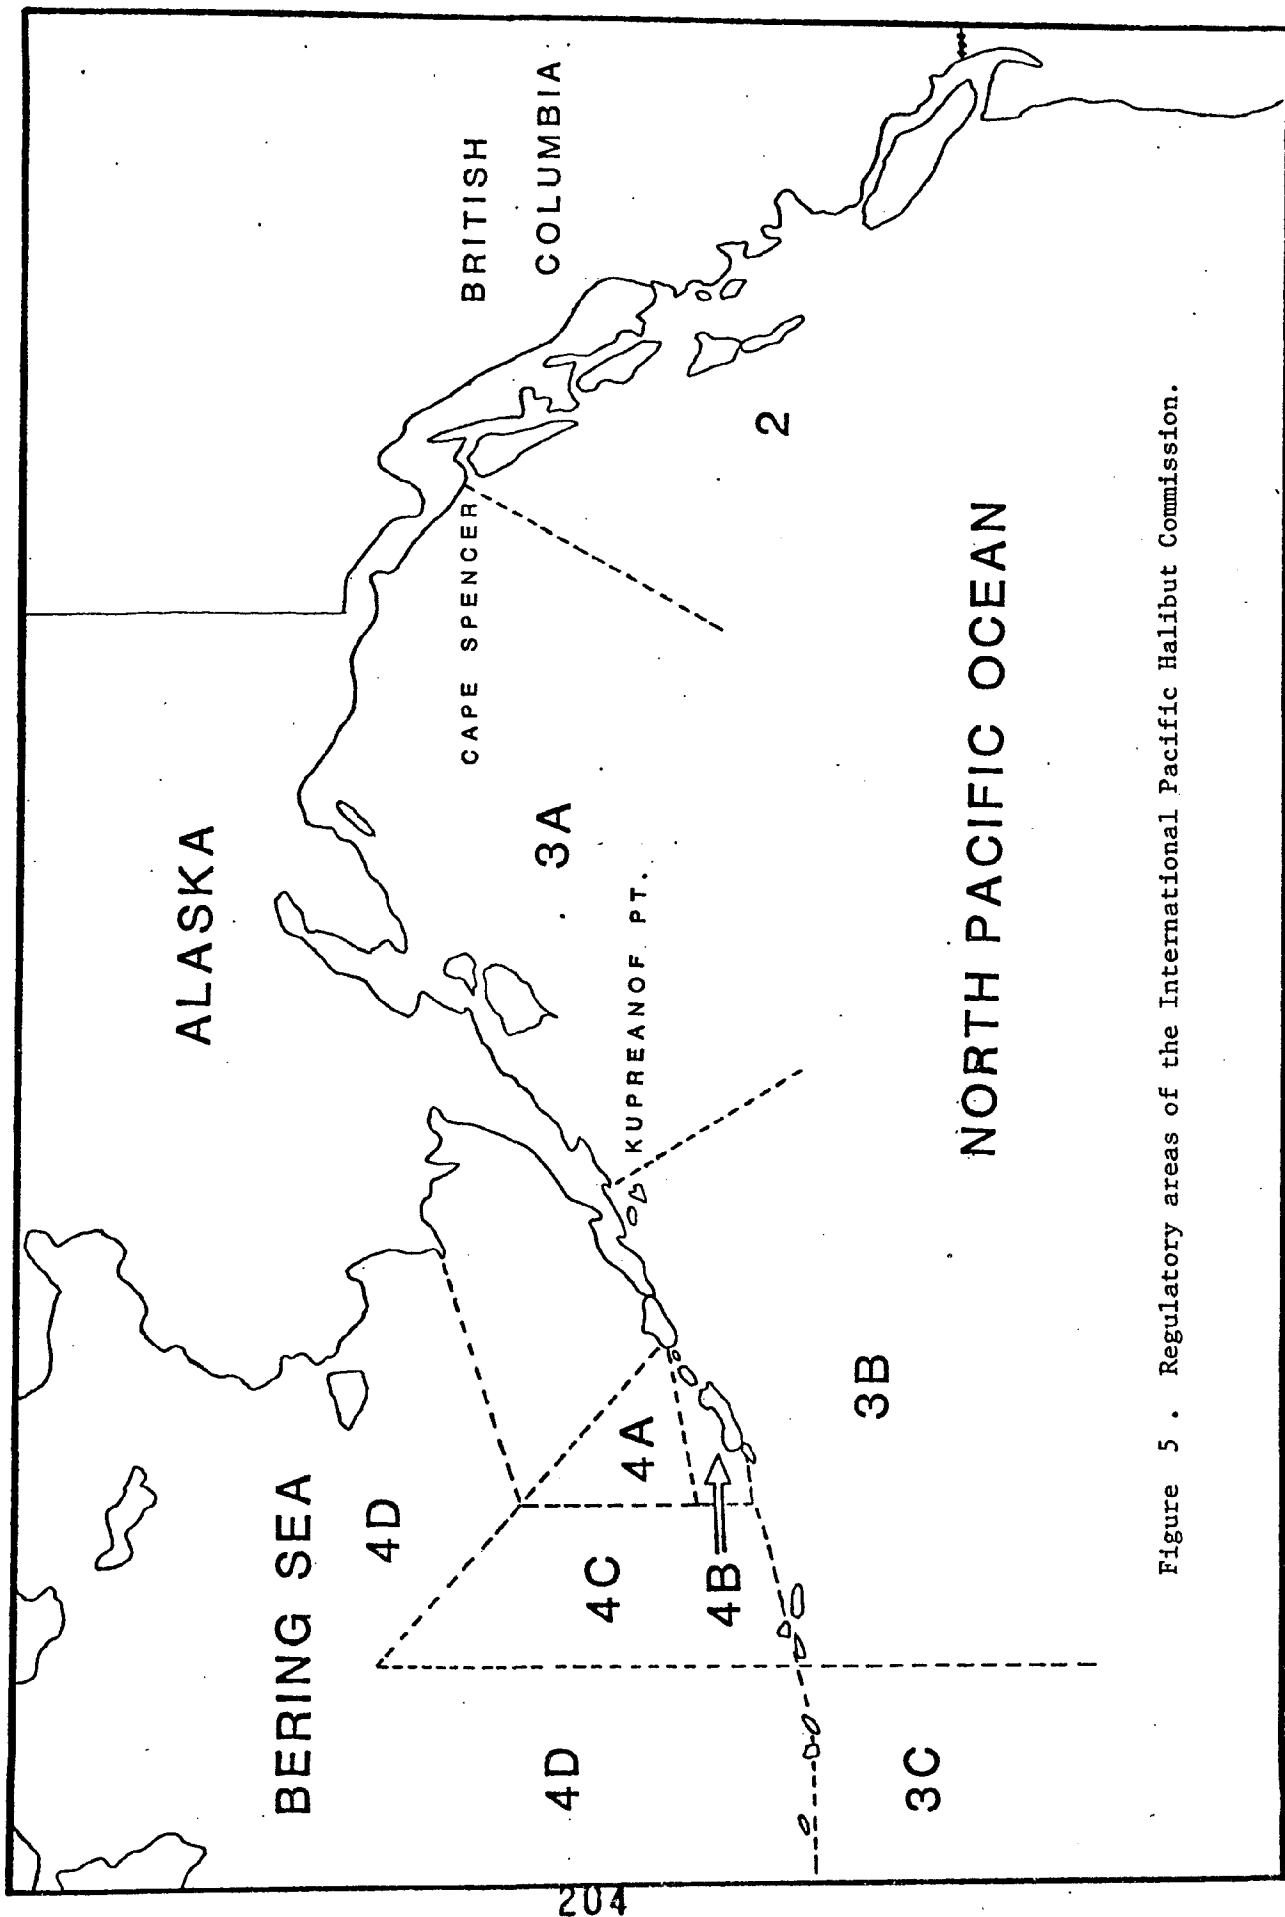 ALASKA
BRITISH
COLUMBIA
BERING SEA
4D
CAPE SPENCER
3A
4A
4C
4D
KUPREANOF PT.
4B
2
3B
3C
NORTH PACIFIC OCEAN
Figure 5 . Regulatory areas of the International Pacific Halibut Commission.
204